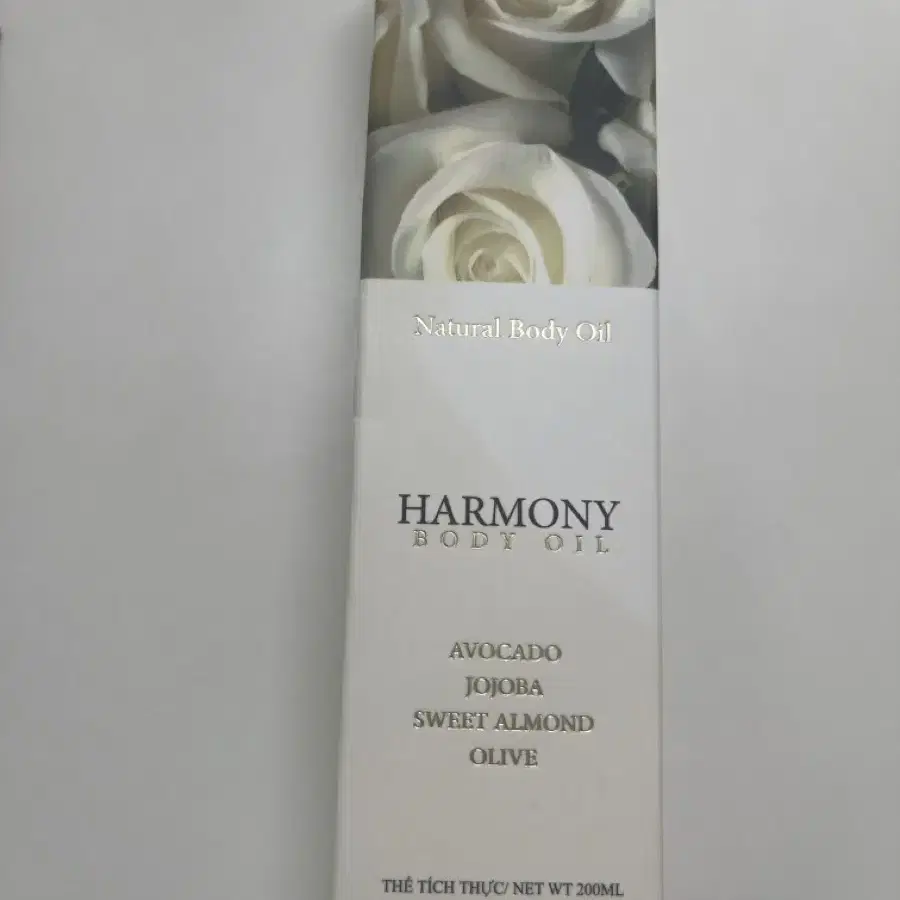 Natural Body Oil
HARMONY
BODY OIL
AVOCADO
JOJOBA
SWEET ALMOND
OLIVE
THỂ TÍCH THỰC/ NET WT 200ML